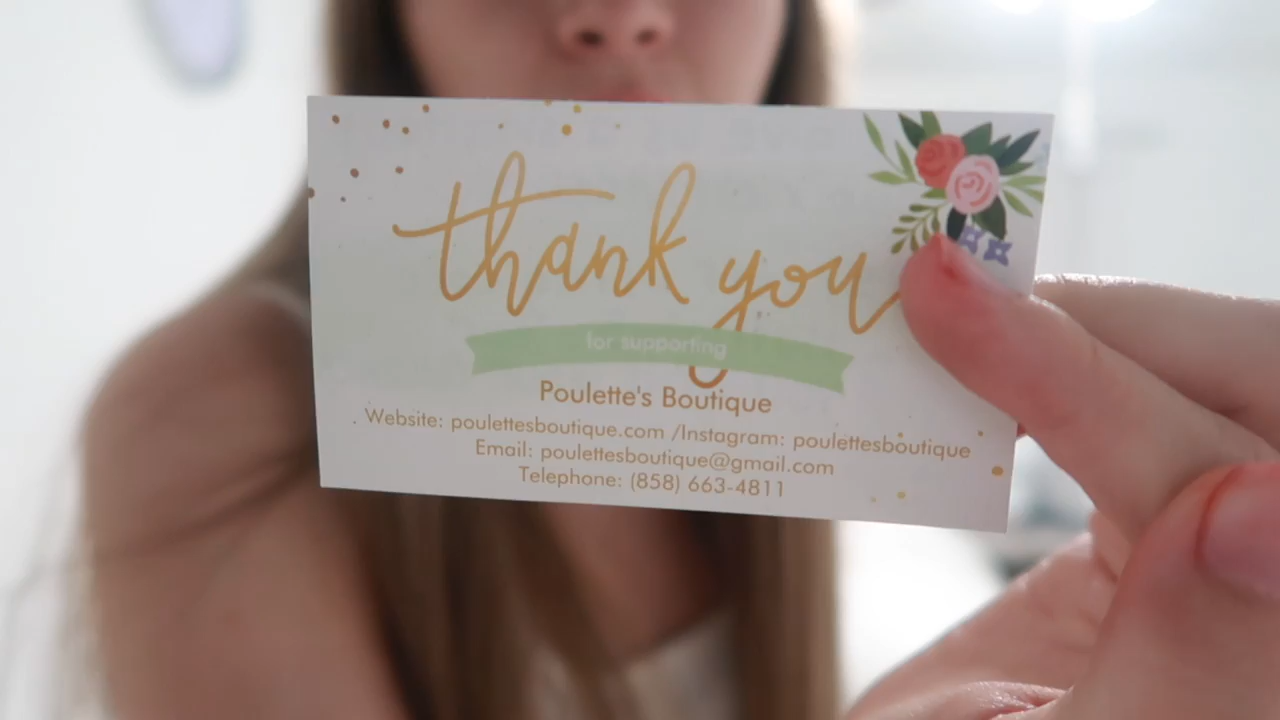 thank you
for supporting
Poulette's Boutique
Website: poulettesboutique.com /Instagram: poulettesboutique
Email: poulettesboutique@gmail.com
Telephone: (858) 663-4811